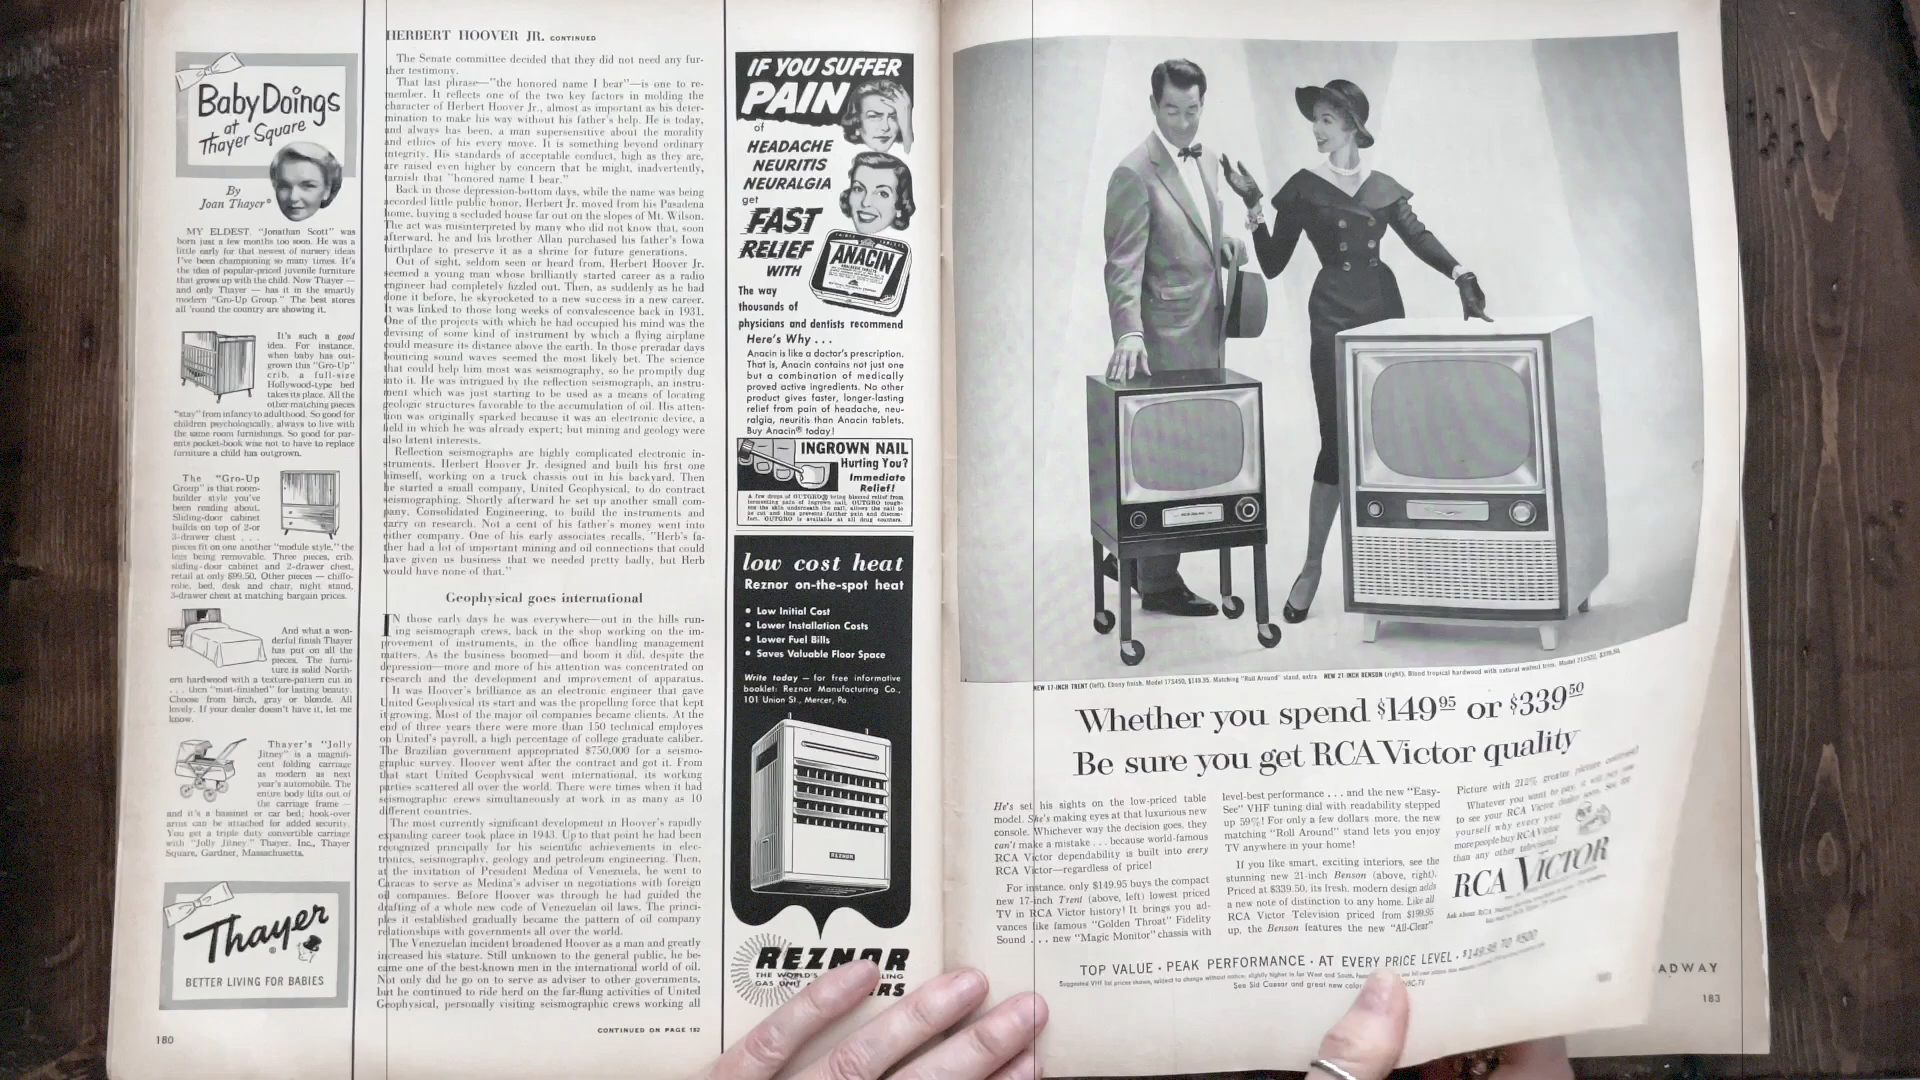 Baby Doings
at
Thayer Square
By
Joan Thayer®
MY ELDEST, "Jonathan Scott" was
born just a few months too soon. He was a
little early for that newest of nursery ideas
I've been championing so many times. It's
the idea of popular-priced juvenile furniture
that grows up with the child. Now Thayer —
and only Thayer — has it in the smartly
modern "Gro-Up Group." The best stores
all 'round the country are showing it.
It's such a good
idea. For instance,
when baby has out-
grown this "Gro-Up"
crib, a full-size
Hollywood-type bed
takes its place. All the
other matching pieces
"stay" from infancy to adulthood. So good for
children psychologically, always to live with
the same room furnishings. So good for par-
ents pocket-book wise not to have to replace
furniture a child has outgrown.
The "Gro-Up
Group" is that room-
builder style you've
been reading about.
Sliding-door cabinet
builds on top of 2-or
3-drawer chest . . .
pieces fit on one another "module style," the
legs being removable. Three pieces, crib,
sliding-door cabinet and 2-drawer chest,
retail at only $99.50. Other pieces — chiffo-
robe, bed, desk and chair, night stand,
3-drawer chest at matching bargain prices.
And what a won-
derful finish Thayer
has put on all the
pieces. The furni-
ture is solid North-
ern hardwood with a texture-pattern cut in
. . . then "mist-finished" for lasting beauty.
Choose from birch, gray or blonde. All
lovely. If your dealer doesn't have it, let me
know.
Thayer's "Jolly
Jitney" is a magnifi-
cent folding carriage
as modern as next
year's automobile. The
entire body lifts out of
the carriage frame —
and it's a bassinet or car bed; hook-over
arms can be attached for added security.
You get a triple duty convertible carriage
with "Jolly Jitney." Thayer, Inc., Thayer
Square, Gardner, Massachusetts.
Thayer
BETTER LIVING FOR BABIES
180
HERBERT HOOVER JR. CONTINUED
The Senate committee decided that they did not need any fur-
ther testimony.
That last phrase—"the honored name I bear"—is one to re-
member. It reflects one of the two key factors in molding the
character of Herbert Hoover Jr., almost as important as his deter-
mination to make his way without his father's help. He is today,
and always has been, a man supersensitive about the morality
and ethics of his every move. It is something beyond ordinary
integrity. His standards of acceptable conduct, high as they are,
are raised even higher by concern that he might, inadvertently,
tarnish that "honored name I bear."
Back in those depression-bottom days, while the name was being
accorded little public honor, Herbert Jr. moved from his Pasadena
home, buying a secluded house far out on the slopes of Mt. Wilson.
The act was misinterpreted by many who did not know that, soon
afterward, he and his brother Allan purchased his father's Iowa
birthplace to preserve it as a shrine for future generations.
Out of sight, seldom seen or heard from, Herbert Hoover Jr.
seemed a young man whose brilliantly started career as a radio
engineer had completely fizzled out. Then, as suddenly as he had
done it before, he skyrocketed to a new success in a new career.
It was linked to those long weeks of convalescence back in 1931.
One of the projects with which he had occupied his mind was the
devising of some kind of instrument by which a flying airplane
could measure its distance above the earth. In those preradar days
bouncing sound waves seemed the most likely bet. The science
that could help him most was seismography, so he promptly dug
into it. He was intrigued by the reflection seismograph, an instru-
ment which was just starting to be used as a means of locating
geologic structures favorable to the accumulation of oil. His atten-
tion was originally sparked because it was an electronic device, a
field in which he was already expert; but mining and geology were
also latent interests.
Reflection seismographs are highly complicated electronic in-
struments. Herbert Hoover Jr. designed and built his first one
himself, working on a truck chassis out in his backyard. Then
he started a small company, United Geophysical, to do contract
seismographing. Shortly afterward he set up another small com-
pany, Consolidated Engineering, to build the instruments and
carry on research. Not a cent of his father's money went into
either company. One of his early associates recalls, "Herb's fa-
ther had a lot of important mining and oil connections that could
have given us business that we needed pretty badly, but Herb
would have none of that."
Geophysical goes international
IN those early days he was everywhere—out in the hills run-
ning seismograph crews, back in the shop working on the im-
provement of instruments, in the office handling management
matters. As the business boomed—and boom it did, despite the
depression—more and more of his attention was concentrated on
research and the development and improvement of apparatus.
It was Hoover's brilliance as an electronic engineer that gave
United Geophysical its start and was the propelling force that kept
it growing. Most of the major oil companies became clients. At the
end of three years there were more than 150 technical employes
on United's payroll, a high percentage of college graduate caliber.
The Brazilian government appropriated $750,000 for a seismo-
graphic survey. Hoover went after the contract and got it. From
that start United Geophysical went international, its working
parties scattered all over the world. There were times when it had
seismographic crews simultaneously at work in as many as 10
different countries.
The most currently significant development in Hoover's rapidly
expanding career took place in 1943. Up to that point he had been
recognized principally for his scientific achievements in elec-
tronics, seismography, geology and petroleum engineering. Then,
at the invitation of President Medina of Venezuela, he went to
Caracas to serve as Medina's adviser in negotiations with foreign
oil companies. Before Hoover was through he had guided the
drafting of a whole new code of Venezuelan oil laws. The princi-
ples it established gradually became the pattern of oil company
relationships with governments all over the world.
The Venezuelan incident broadened Hoover as a man and greatly
increased his stature. Still unknown to the general public, he be-
came one of the best-known men in the international world of oil.
Not only did he go on to serve as adviser to other governments,
but he continued to ride herd on the far-flung activities of United
Geophysical, personally visiting seismographic crews working all
CONTINUED ON PAGE 182
IF YOU SUFFER
PAIN
of
HEADACHE
NEURITIS
NEURALGIA
get
FAST
RELIEF
WITH
ANACIN
The way
thousands of
physicians and dentists recommend
Here's Why . . .
Anacin is like a doctor's prescription.
That is, Anacin contains not just one
but a combination of medically
proved active ingredients. No other
product gives faster, longer-lasting
relief from pain of headache, neu-
ralgia, neuritis than Anacin tablets.
Buy Anacin® today!
INGROWN NAIL
Hurting You?
Immediate
Relief!
A few drops of OUTGRO® bring blessed relief from
tormenting pain of ingrown nail. OUTGRO tough-
ens the skin underneath the nail, allows the nail to
be cut and thus prevents further pain and discom-
fort. OUTGRO is available at all drug counters.
low cost heat
Reznor on-the-spot heat
• Low Initial Cost
• Lower Installation Costs
• Lower Fuel Bills
• Saves Valuable Floor Space
Write today — for free informative
booklet: Reznor Manufacturing Co.,
101 Union St., Mercer, Pa.
REZNOR
REZNOR
THE WORLD'S LING
GAS UNIT ERS
NEW 17-INCH TRENT (left). Ebony finish. Model 17S450, $149.95. Matching "Roll Around" stand, extra. NEW 21-INCH BENSON (right). Blond tropical hardwood with natural walnut trim. Model 21S522, $339.50.
Whether you spend $149.95 or $339.50
Be sure you get RCA Victor quality
He's set his sights on the low-priced table
model. She's making eyes at that luxurious new
console. Whichever way the decision goes, they
can't make a mistake . . . because world-famous
RCA Victor dependability is built into every
RCA Victor—regardless of price!
For instance, only $149.95 buys the compact
new 17-inch Trent (above, left) lowest priced
TV in RCA Victor history! It brings you ad-
vances like famous "Golden Throat" Fidelity
Sound . . . new "Magic Monitor" chassis with
level-best performance . . . and the new "Easy-
See" VHF tuning dial with readability stepped
up 59%! For only a few dollars more, the new
matching "Roll Around" stand lets you enjoy
TV anywhere in your home!
If you like smart, exciting interiors, see the
stunning new 21-inch Benson (above, right).
Priced at $339.50, its fresh, modern design adds
a new note of distinction to any home. Like all
RCA Victor Television priced from $199.95
up, the Benson features the new "All-Clear"
Picture with 212% greater picture contrast!
Whatever you want to pay, it will pay you
to see your RCA Victor dealer soon. See for
yourself why every year
more people buy RCA Victor
than any other television!
RCA VICTOR
TOP VALUE · PEAK PERFORMANCE · AT EVERY PRICE LEVEL · $149.95 TO $500
Suggested VHF list prices shown, subject to change without notice, slightly higher in far West and South.
See Sid Caesar and great new color NBC-TV
ADWAY
183